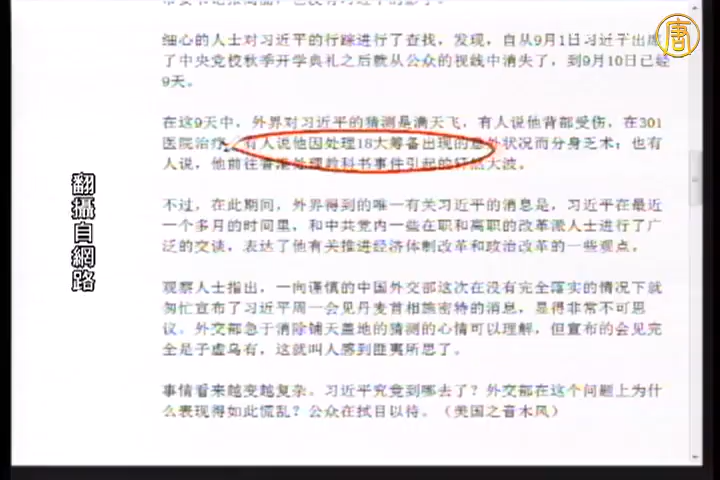 细心的人士对习近平的行踪进行了查找，发现，自从9月1日习近平出席
了中央党校秋季开学典礼之后就从公众的视线中消失了，到9月10日已经
9天。
在这9天中，外界对习近平的猜测是满天飞，有人说他背部受伤，在301
医院治疗，有人说他因处理18大筹备出现的意外状况而分身乏术；也有
人说，他前往香港处理教科书事件引起的轩然大波。
不过，在此期间，外界得到的唯一有关习近平的消息是，习近平在最近
一个多月的时间里，和中共党内一些在职和离职的改革派人士进行了广
泛的交谈，表达了他有关推进经济体制改革和政治改革的一些观点。
观察人士指出，一向谨慎的中国外交部这次在没有完全落实的情况下就
匆忙宣布了习近平周一会见丹麦首相施密特的消息，显得非常不可思
议。外交部急于消除铺天盖地的猜测的心情可以理解，但宣布的会见完
全是子虚乌有，这就叫人感到匪夷所思了。
事情看来越变越复杂。习近平究竟到哪去了？外交部在这个问题上为什
么表现得如此慌乱？公众在拭目以待。（美国之音木风）
翻攝自網路
唐